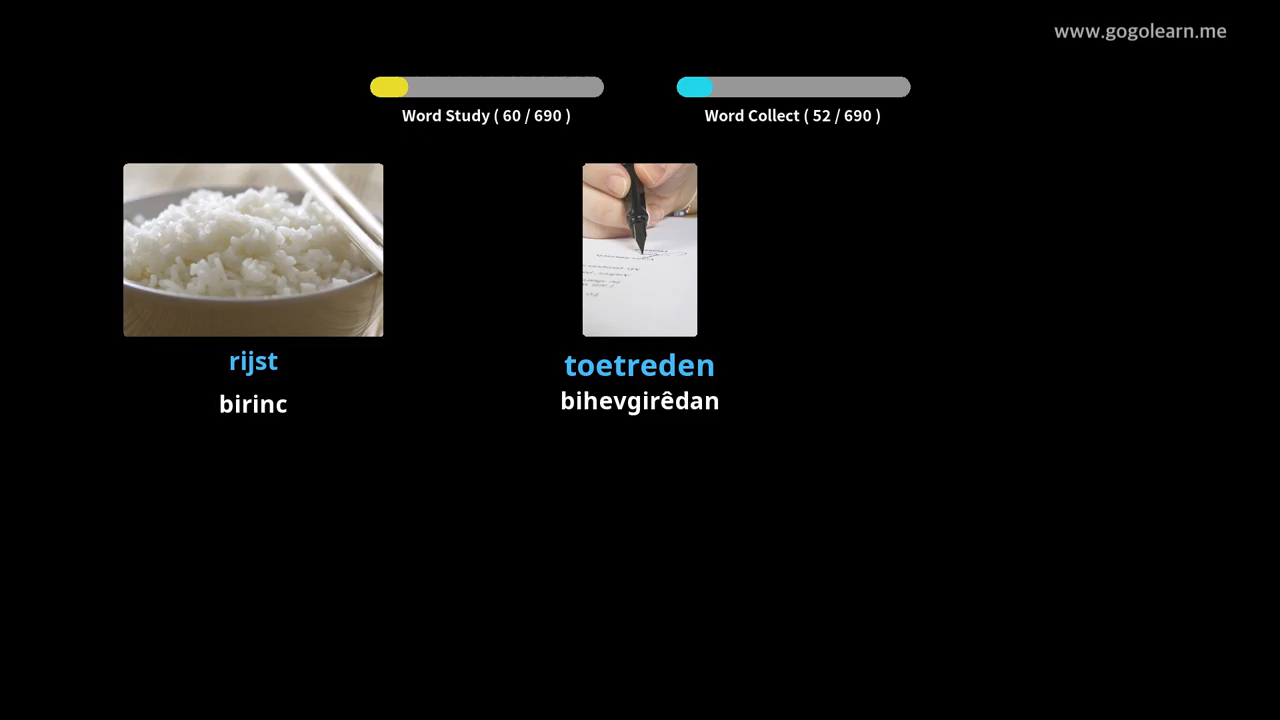 www.gogolearn.me
Word Study ( 60 / 690 )
Word Collect ( 52 / 690 )
rijst
birinc
toetreden
bihevgirêdan